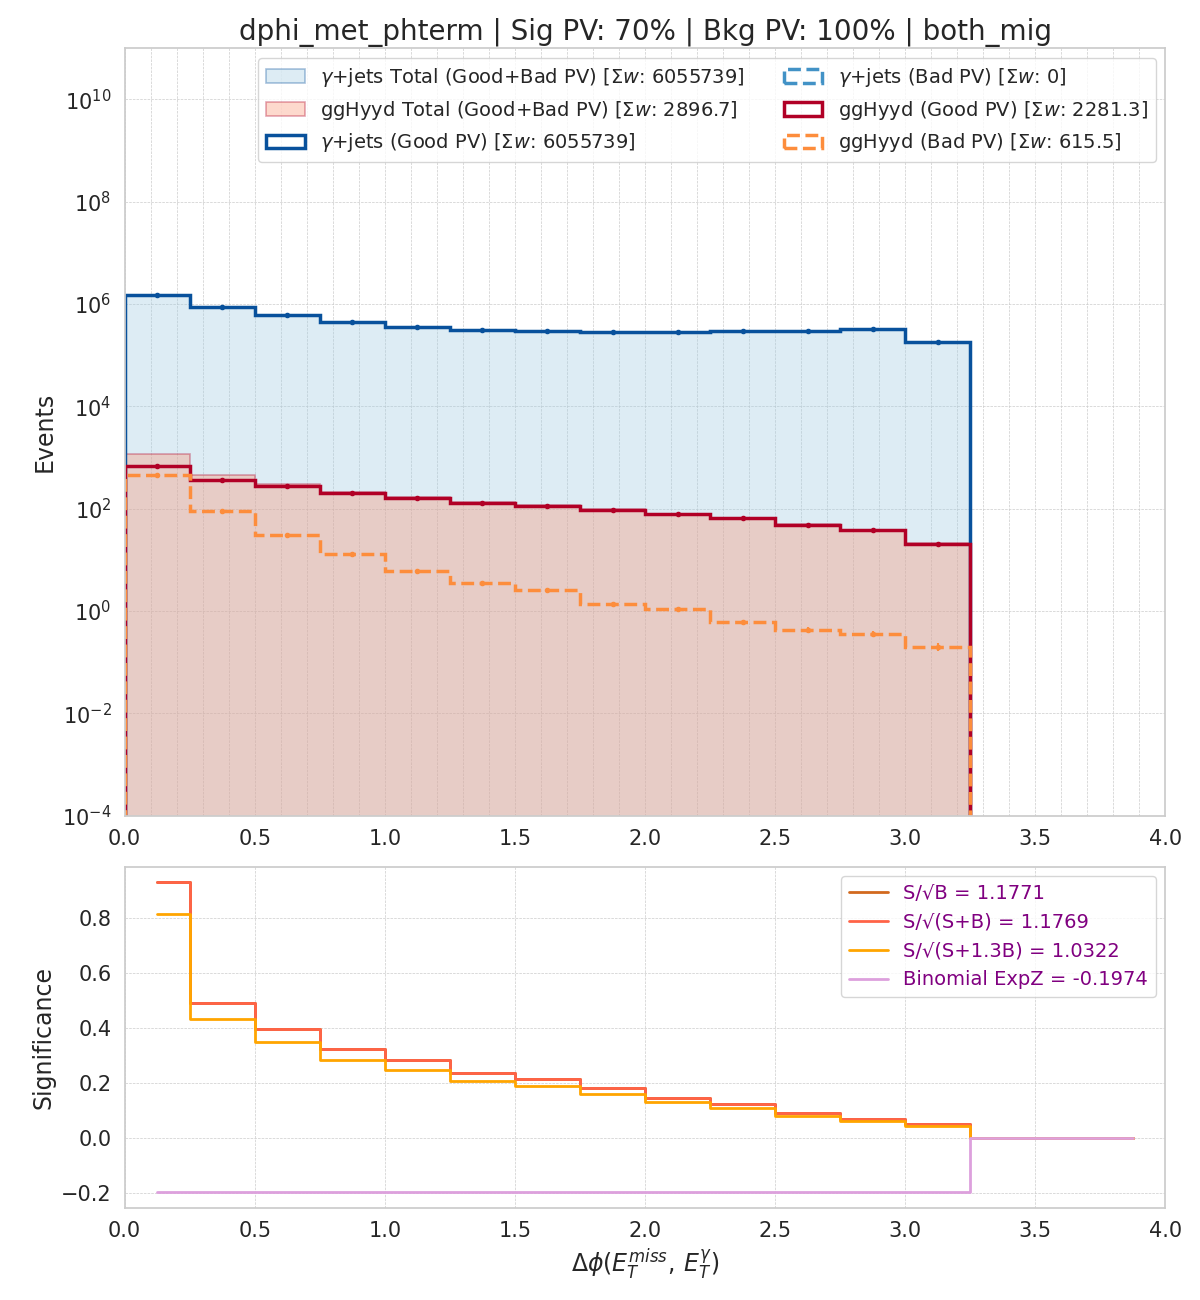 dphi_met_phterm | Sig PV: 70% | Bkg PV: 100% | both_mig
γ+jets Total (Good+Bad PV) [Σw: 6055739]
ggHyyd Total (Good+Bad PV) [Σw: 2896.7]
γ+jets (Good PV) [Σw: 6055739]
γ+jets (Bad PV) [Σw: 0]
ggHyyd (Good PV) [Σw: 2281.3]
ggHyyd (Bad PV) [Σw: 615.5]
Events
10¹⁰
10⁸
10⁶
10⁴
10²
10⁰
10⁻²
10⁻⁴
0.0 0.5 1.0 1.5 2.0 2.5 3.0 3.5 4.0
S/√B = 1.1771
S/√(S+B) = 1.1769
S/√(S+1.3B) = 1.0322
Binomial ExpZ = -0.1974
Significance
0.8
0.6
0.4
0.2
0.0
−0.2
0.0 0.5 1.0 1.5 2.0 2.5 3.0 3.5 4.0
Δϕ(E_T^miss, E_T^γ)